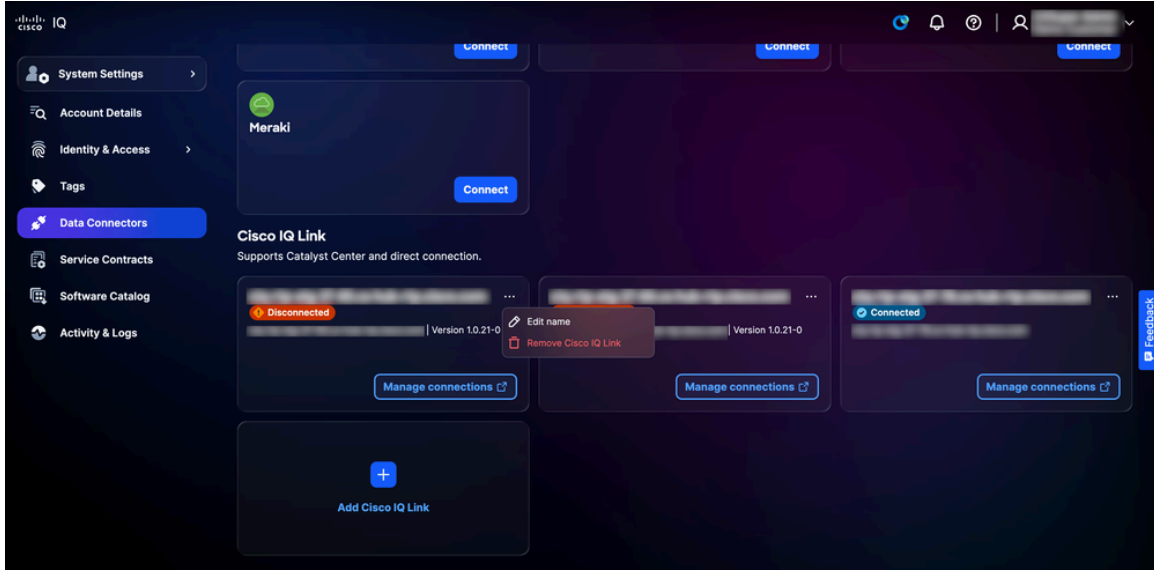 cisco IQ
System Settings
Account Details
Identity & Access
Tags
Data Connectors
Service Contracts
Software Catalog
Activity & Logs
Connect
Connect
Connect
Meraki
Connect
Cisco IQ Link
Supports Catalyst Center and direct connection.
Disconnected
| Version 1.0.21-0
Manage connections
Edit name
Remove Cisco IQ Link
| Version 1.0.21-0
Manage connections
Connected
Manage connections
Add Cisco IQ Link
Feedback